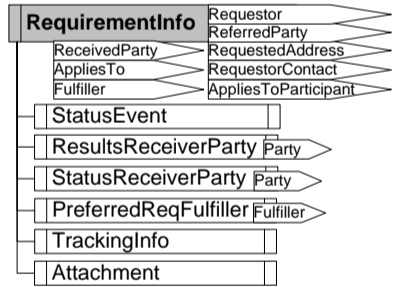 RequirementInfo
Requestor
ReferredParty
ReceivedParty
RequestedAddress
AppliesTo
RequestorContact
Fulfiller
AppliesToParticipant
StatusEvent
ResultsReceiverParty Party
StatusReceiverParty Party
PreferredReqFulfiller Fulfiller
TrackingInfo
Attachment